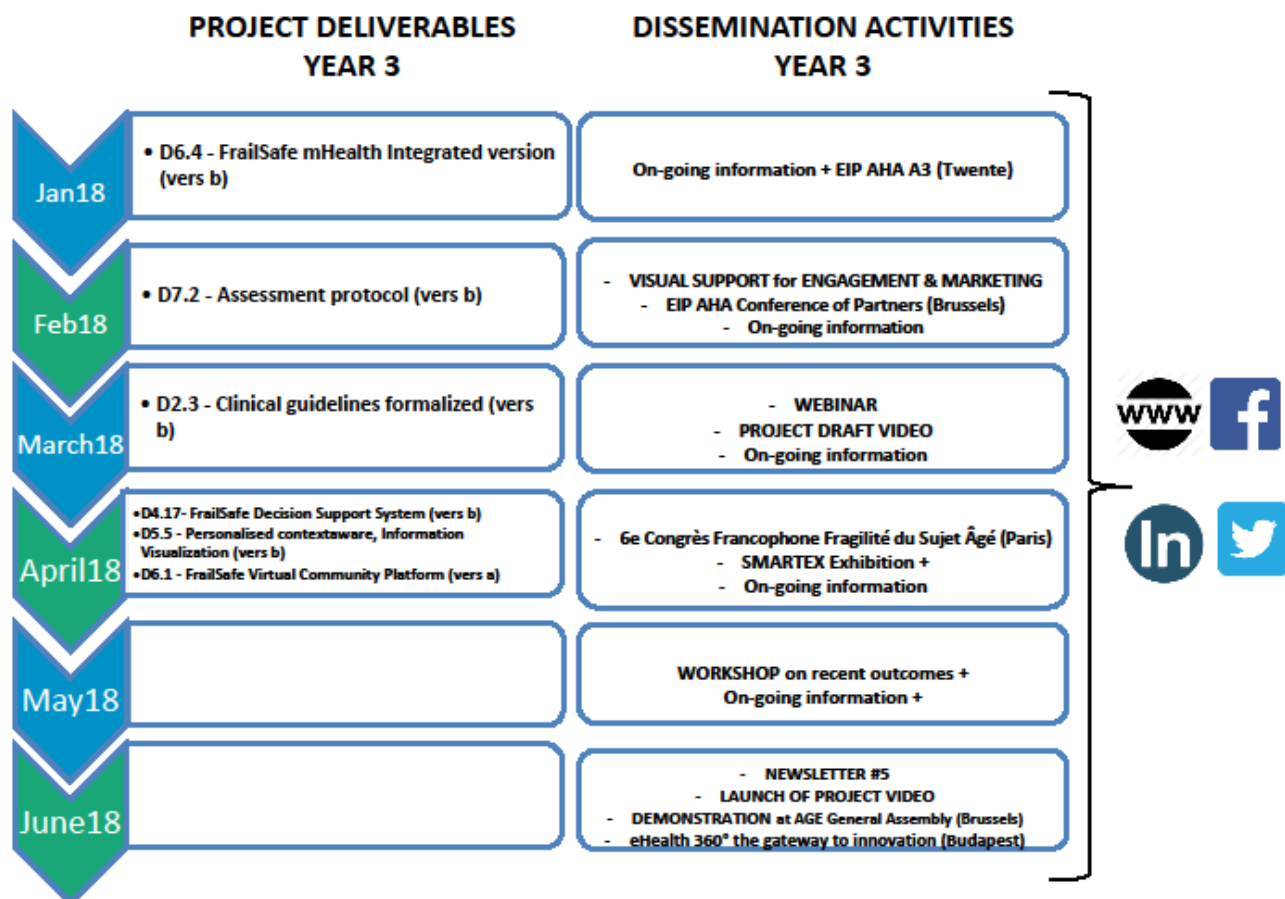 PROJECT DELIVERABLES
YEAR 3
DISSEMINATION ACTIVITIES
YEAR 3
Jan18
• D6.4 - FrailSafe mHealth Integrated version
(vers b)
On-going information + EIP AHA A3 (Twente)
Feb18
• D7.2 - Assessment protocol (vers b)
- VISUAL SUPPORT for ENGAGEMENT & MARKETING
- EIP AHA Conference of Partners (Brussels)
- On-going information
March18
• D2.3 - Clinical guidelines formalized (vers
b)
- WEBINAR
- PROJECT DRAFT VIDEO
- On-going information
April18
•D4.17- FrailSafe Decision Support System (vers b)
•D5.5 - Personalised contextaware, Information
Visualization (vers b)
•D6.1 - FrailSafe Virtual Community Platform (vers a)
- 6e Congrès Francophone Fragilité du Sujet Âgé (Paris)
- SMARTEX Exhibition +
- On-going information
May18
WORKSHOP on recent outcomes +
On-going information +
June18
- NEWSLETTER #5
- LAUNCH OF PROJECT VIDEO
- DEMONSTRATION at AGE General Assembly (Brussels)
- eHealth 360° the gateway to innovation (Budapest)
www
f
In